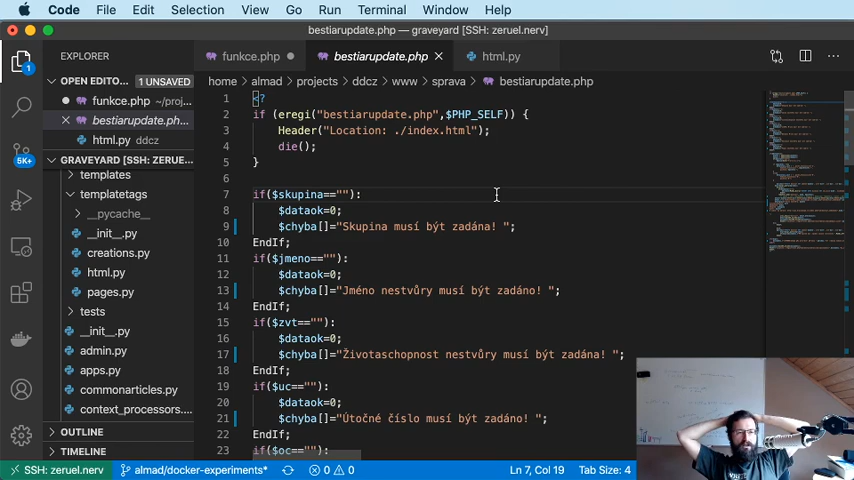 Code File Edit Selection View Go Run Terminal Window Help
bestiarupdate.php — graveyard [SSH: zeruel.nerv]
EXPLORER
funkce.php
bestiarupdate.php
html.py
OPEN EDITO... 1 UNSAVED
funkce.php ~/proj...
bestiarupdate.ph...
html.py ddcz
GRAVEYARD [SSH: ZERUE...
templates
templatetags
__pycache__
__init__.py
creations.py
html.py
pages.py
tests
__init__.py
admin.py
apps.py
commonarticles.py
context_processors....
OUTLINE
TIMELINE
1
5K+
home > almad > projects > ddcz > www > sprava > bestiarupdate.php
1 <?
2 if (eregi("bestiarupdate.php",$PHP_SELF)) {
3 Header("Location: ./index.html");
4 die();
5 }
6
7 if($skupina==""):
8 $dataok=0;
9 $chyba[]="Skupina musí být zadána! ";
10 EndIf;
11 if($jmeno==""):
12 $dataok=0;
13 $chyba[]="Jméno nestvůry musí být zadáno! ";
14 EndIf;
15 if($zvt==""):
16 $dataok=0;
17 $chyba[]="Životaschopnost nestvůry musí být zadána! ";
18 EndIf;
19 if($uc==""):
20 $dataok=0;
21 $chyba[]="Útočné číslo musí být zadáno! ";
22 EndIf;
23 if($oc==""):
SSH: zeruel.nerv almad/docker-experiments* 0 0 Ln 7, Col 19 Tab Size: 4